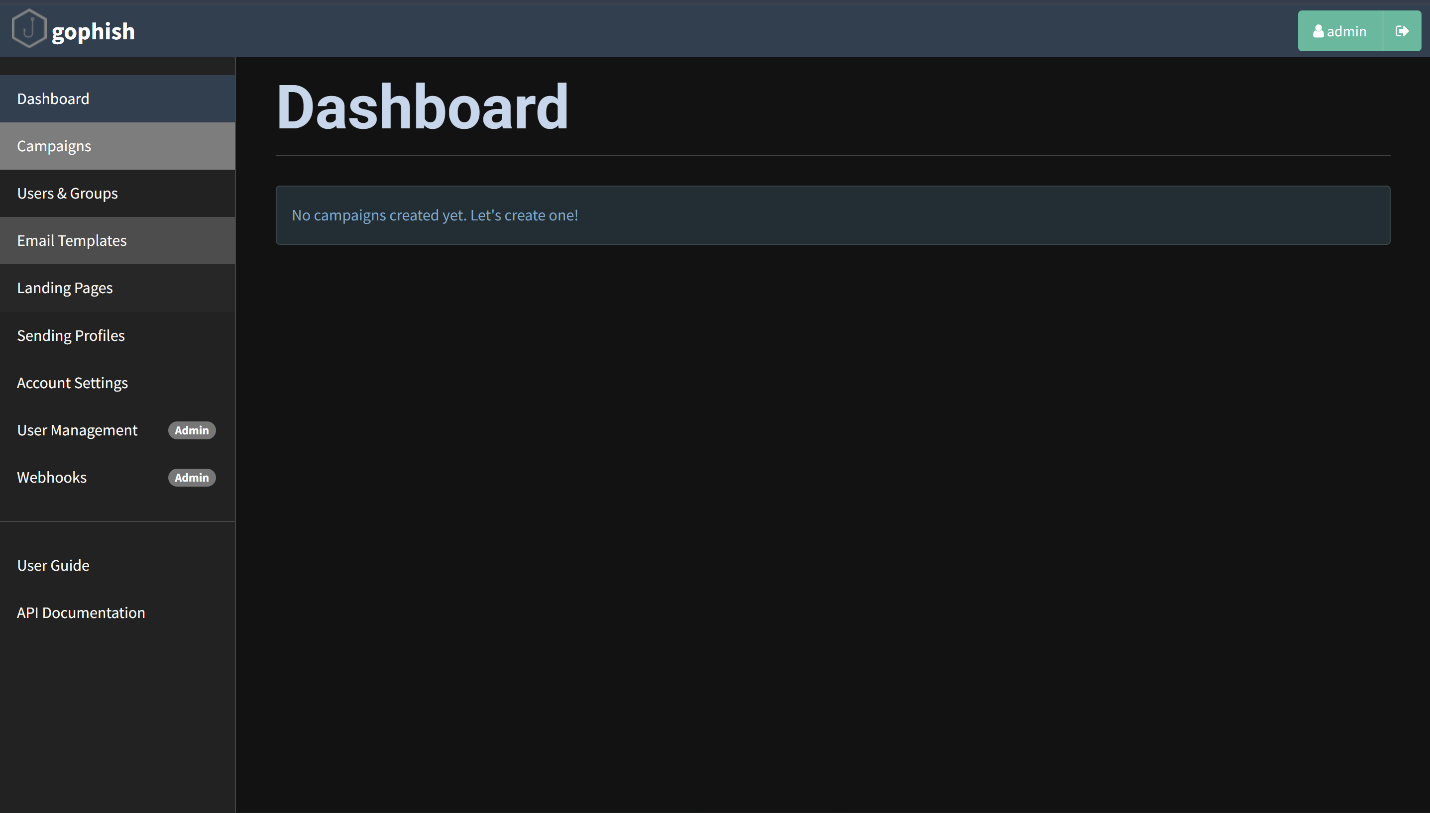 gophish
admin
Dashboard
Campaigns
Users & Groups
Email Templates
Landing Pages
Sending Profiles
Account Settings
User Management Admin
Webhooks Admin
User Guide
API Documentation
Dashboard
No campaigns created yet. Let's create one!